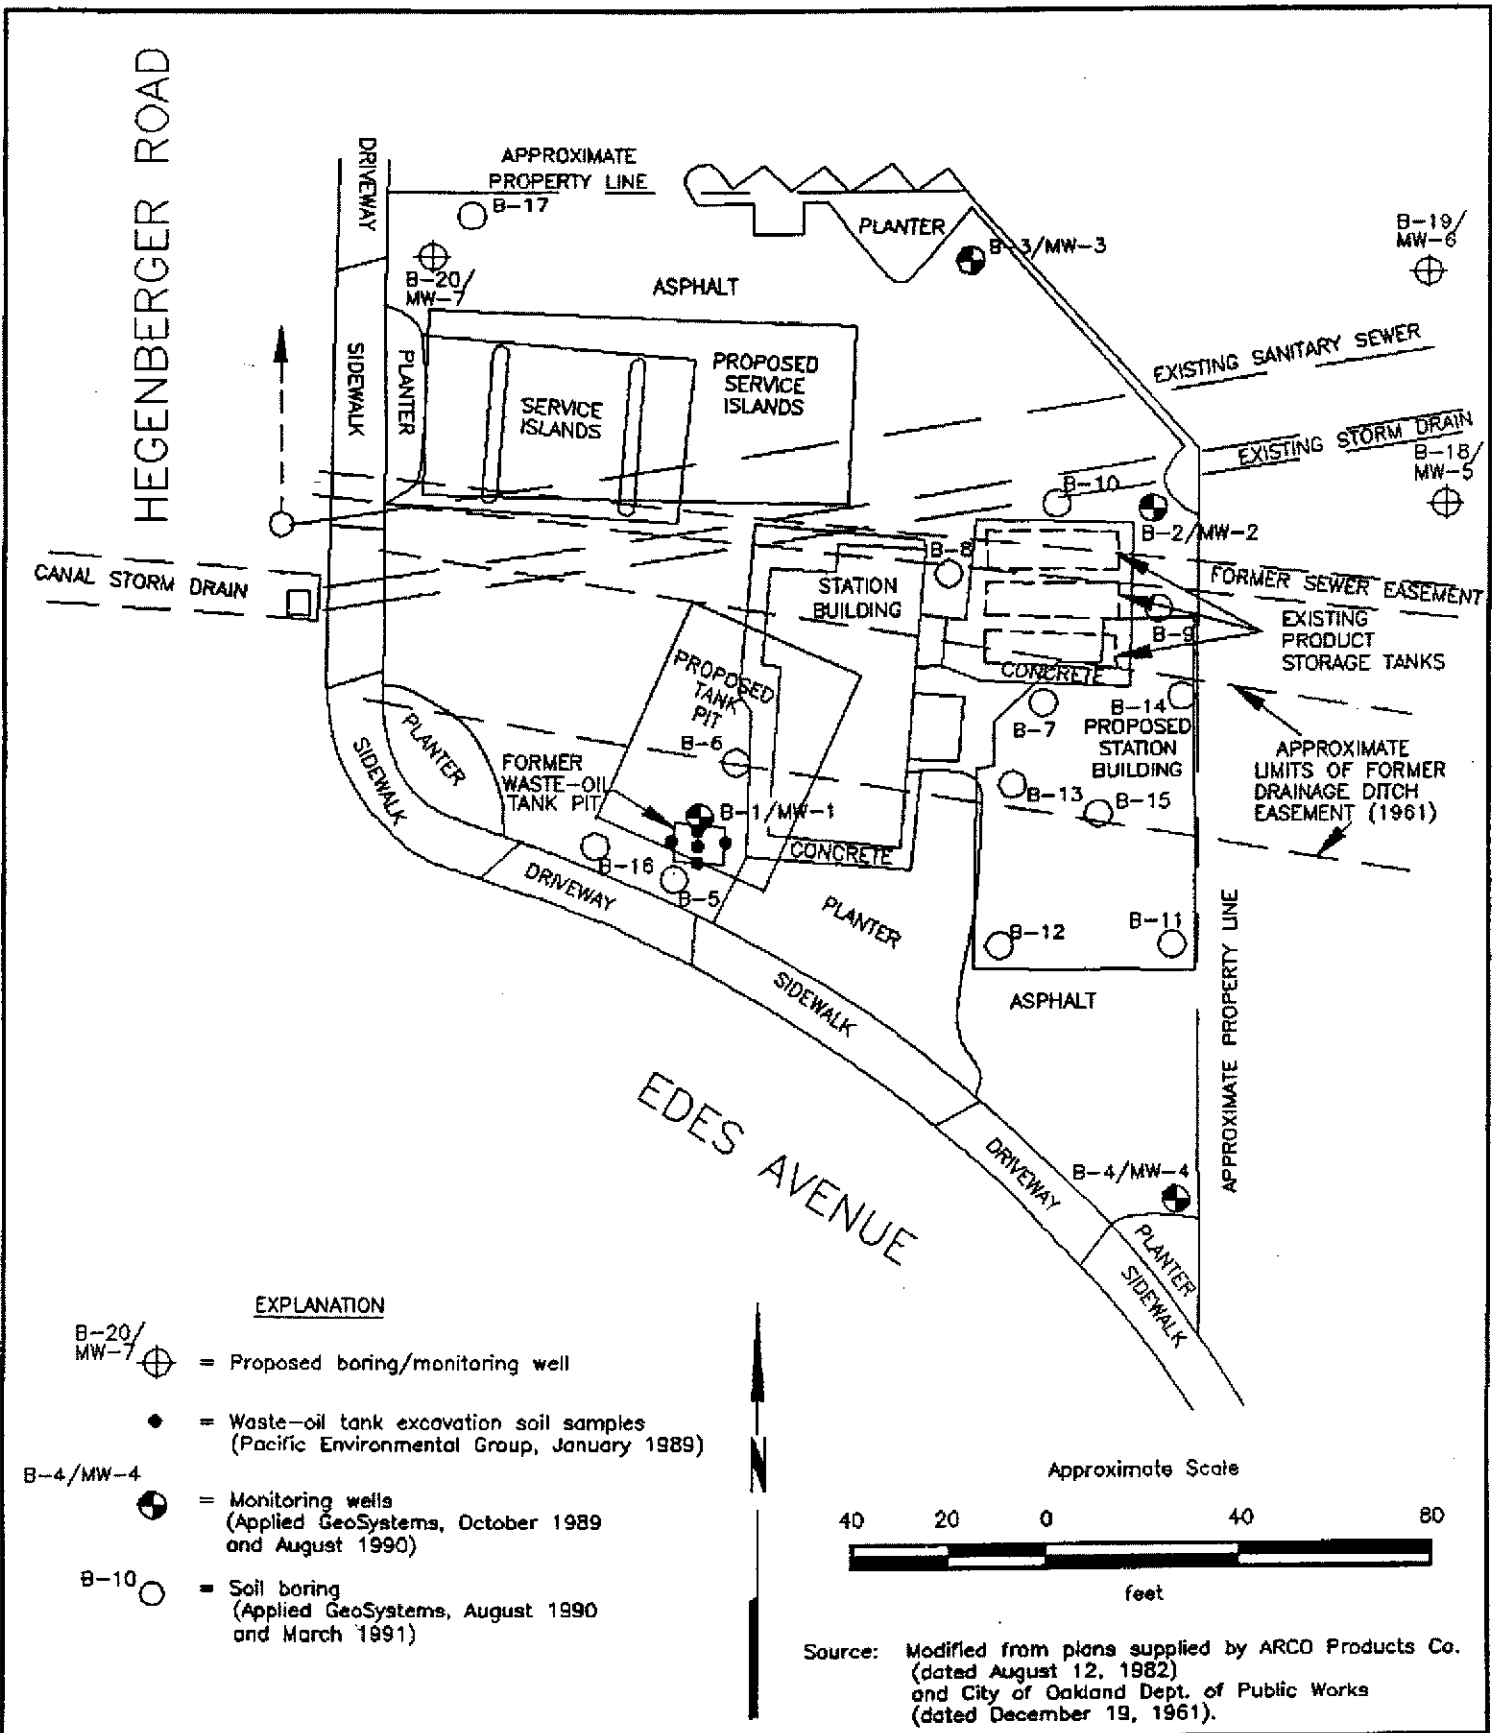 HEGENBERGER ROAD
DRIVEWAY
APPROXIMATE
PROPERTY LINE
B-17
B-20/
MW-7
ASPHALT
PLANTER
B-3/MW-3
B-19/
MW-6
SIDEWALK
PLANTER
SERVICE
ISLANDS
PROPOSED
SERVICE
ISLANDS
EXISTING SANITARY SEWER
EXISTING STORM DRAIN
B-18/
MW-5
B-10
B-2/MW-2
B-8
CANAL STORM DRAIN
STATION
BUILDING
FORMER SEWER EASEMENT
B-9
EXISTING
PRODUCT
STORAGE TANKS
CONCRETE
PROPOSED
TANK
PIT
B-14
B-7
PROPOSED
STATION
BUILDING
PLANTER
SIDEWALK
B-6
FORMER
WASTE-OIL
TANK PIT
B-1/MW-1
B-13
B-15
APPROXIMATE
LIMITS OF FORMER
DRAINAGE DITCH
EASEMENT (1961)
CONCRETE
B-16
B-5
DRIVEWAY
PLANTER
B-12
B-11
APPROXIMATE PROPERTY LINE
SIDEWALK
ASPHALT
EDES AVENUE
DRIVEWAY
B-4/MW-4
PLANTER
SIDEWALK
EXPLANATION
B-20/
MW-7
= Proposed boring/monitoring well
= Waste-oil tank excavation soil samples
(Pacific Environmental Group, January 1989)
B-4/MW-4
= Monitoring wells
(Applied GeoSystems, October 1989
and August 1990)
B-10
= Soil boring
(Applied GeoSystems, August 1990
and March 1991)
N
Approximate Scale
40 20 0 40 80
feet
Source: Modified from plans supplied by ARCO Products Co.
(dated August 12, 1982)
and City of Oakland Dept. of Public Works
(dated December 19, 1961).